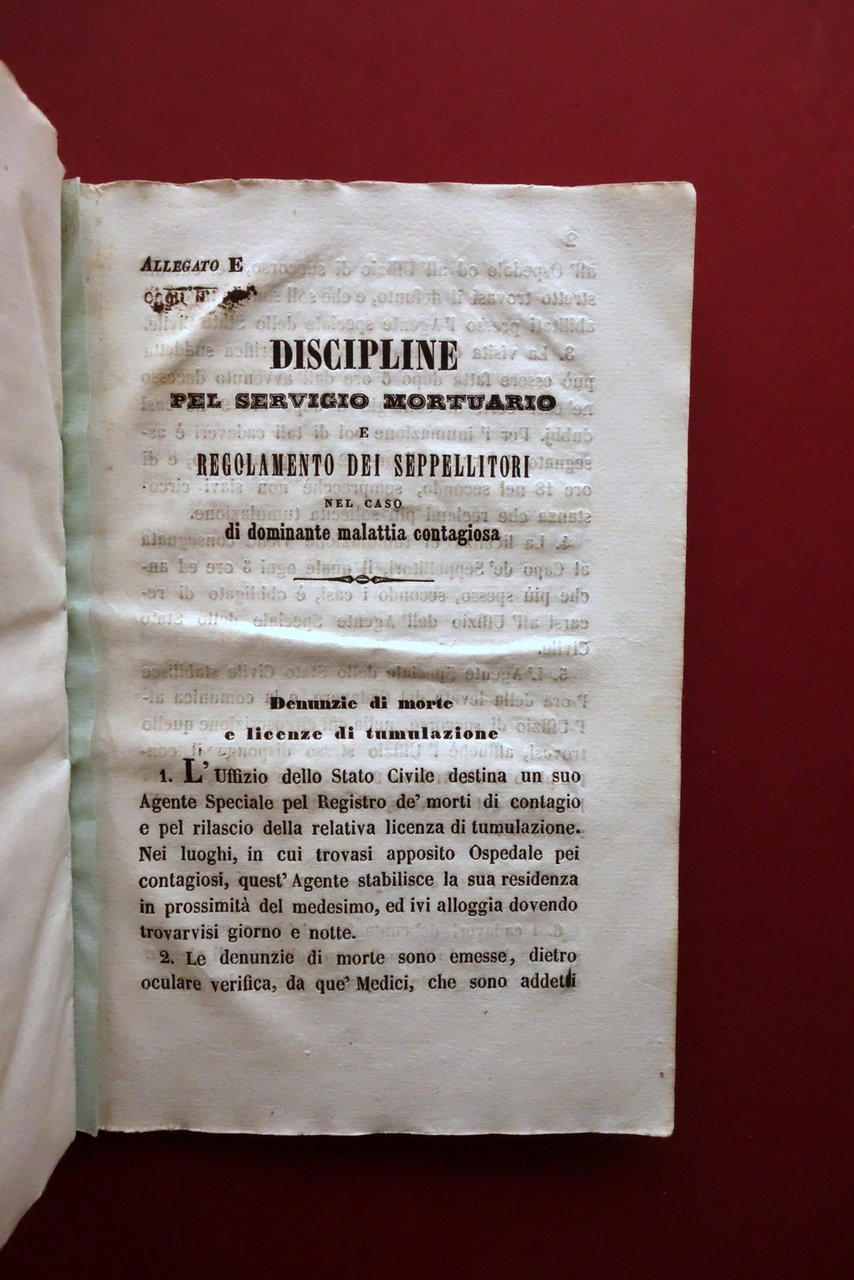 ALLEGATO E
DISCIPLINE
PEL SERVIGIO MORTUARIO
E
REGOLAMENTO DEI SEPPELLITORI
NEL CASO
di dominante malattia contagiosa
Denunzie di morte
e licenze di tumulazione
1. L' Uffizio dello Stato Civile destina un suo
Agente Speciale pel Registro de' morti di contagio
e pel rilascio della relativa licenza di tumulazione.
Nei luoghi, in cui trovasi apposito Ospedale pei
contagiosi, quest' Agente stabilisce la sua residenza
in prossimità del medesimo, ed ivi alloggia dovendo
trovarvisi giorno e notte.
2. Le denunzie di morte sono emesse, dietro
oculare verifica, da que' Medici, che sono addetti